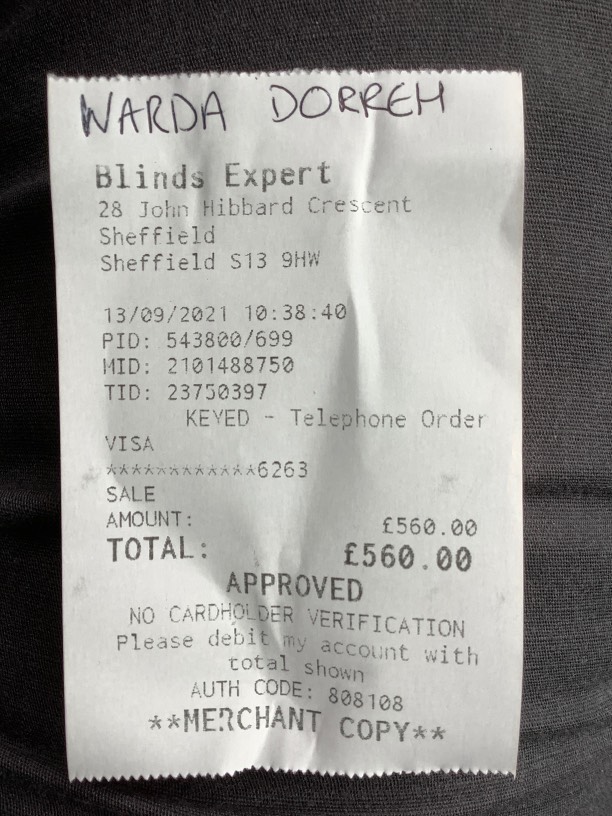 WARDA DORREH
Blinds Expert
28 John Hibbard Crescent
Sheffield
Sheffield S13 9HW
13/09/2021 10:38:40
PID: 543800/699
MID: 2101488750
TID: 23750397
KEYED - Telephone Order
VISA
************6263
SALE
AMOUNT: £560.00
TOTAL: £560.00
APPROVED
NO CARDHOLDER VERIFICATION
Please debit my account with
total shown
AUTH CODE: 808108
**MERCHANT COPY**